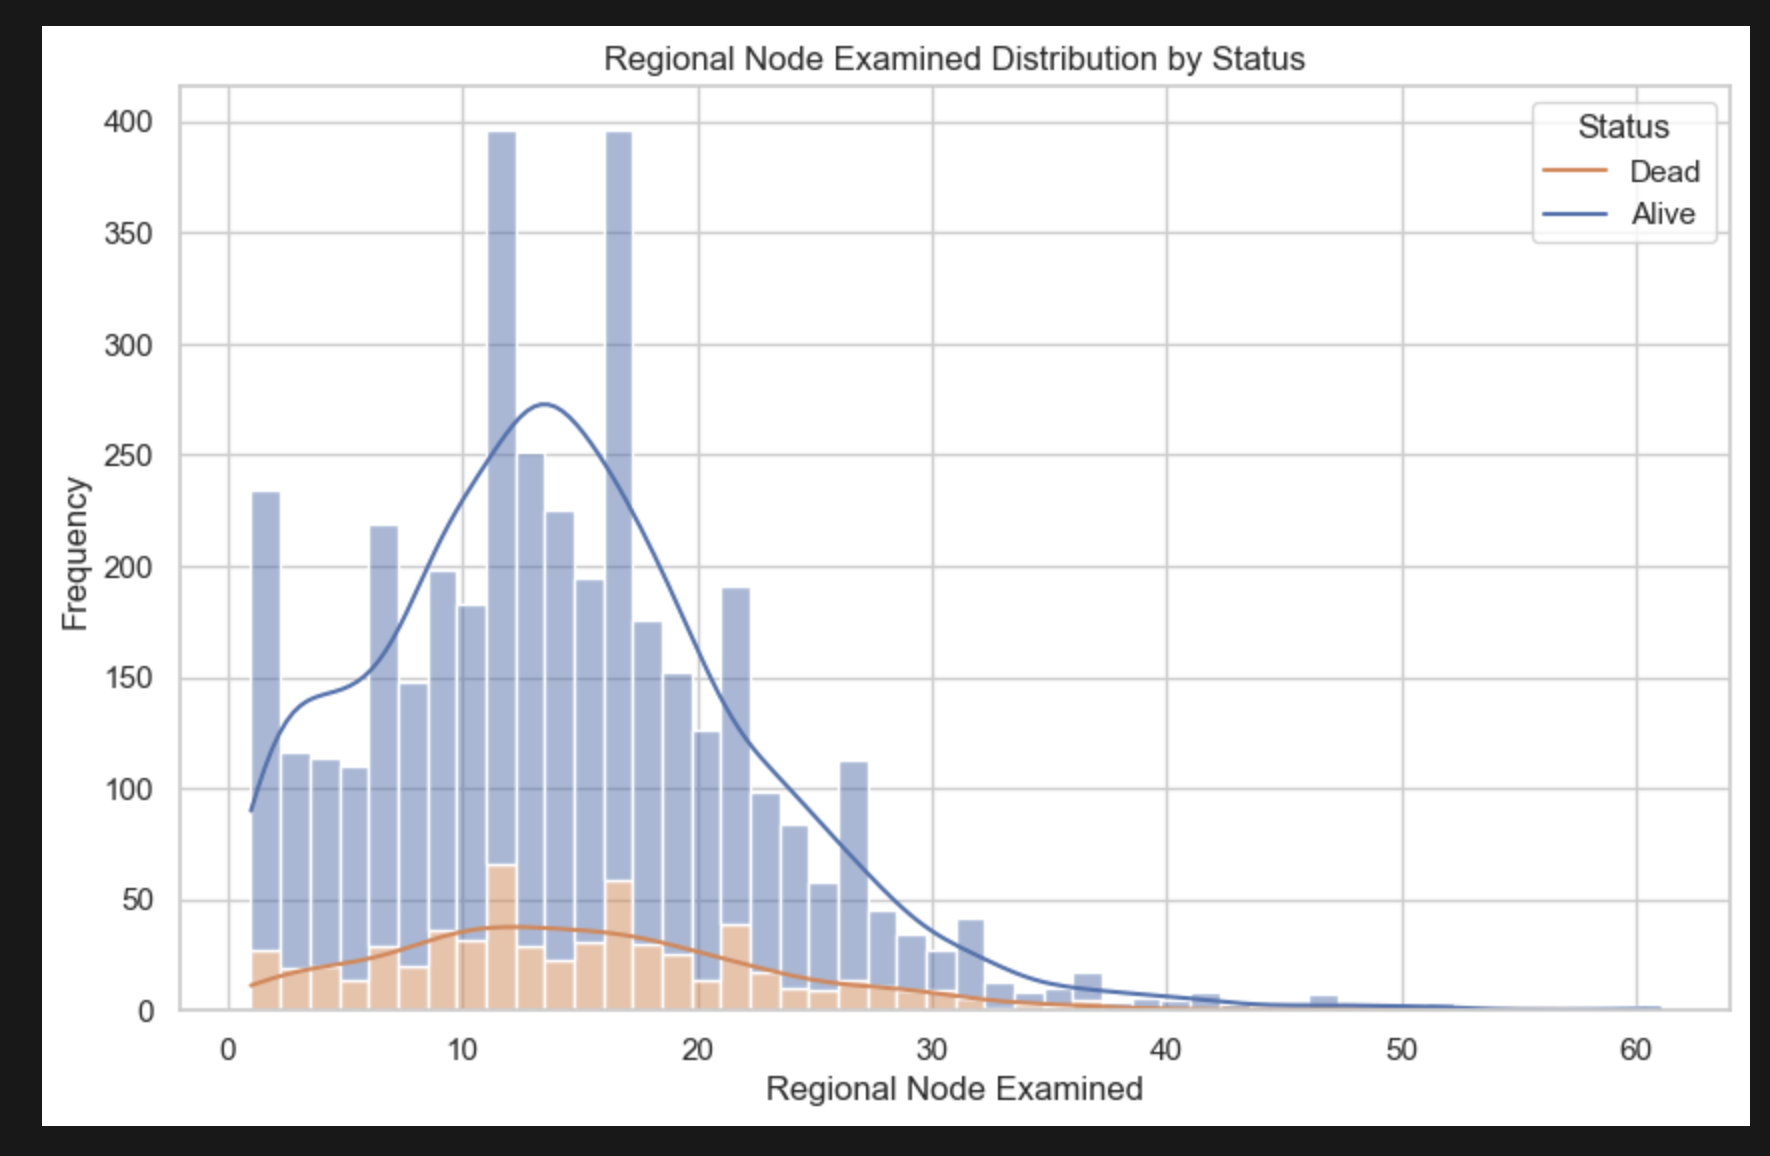 Regional Node Examined Distribution by Status
Status
Dead
Alive
400
350
300
250
200
150
100
50
0
Frequency
0 10 20 30 40 50 60
Regional Node Examined